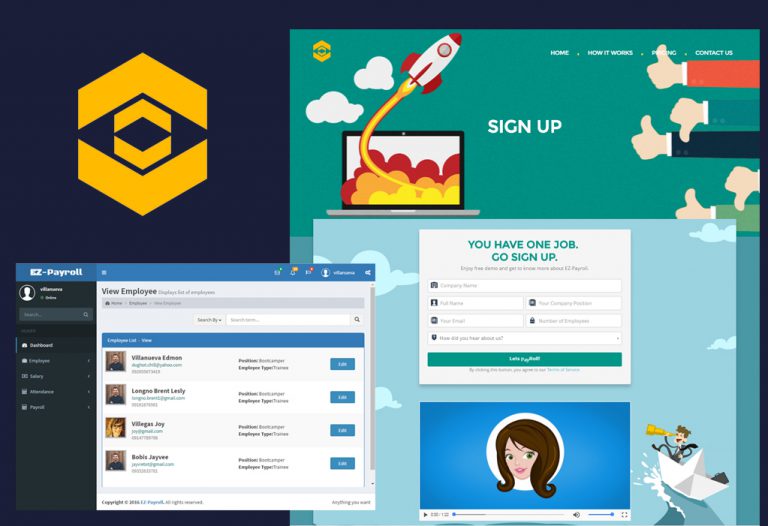 HOME
HOW IT WORKS
PRICING
CONTACT US
SIGN UP
YOU HAVE ONE JOB.
GO SIGN UP.
Enjoy free demo and get to know more about EZ-Payroll.
Company Name
Full Name
Your Company Position
Your Email
Number of Employees
How did you hear about us?
Lets payRoll!
By clicking this button, you agree to our Terms of Service
EZ-Payroll
villanueva
villanueva
Online
Search...
Dashboard
Employee
Salary
Attendance
Payroll
View Employee Displays list of employees
Home / Employee / View Employee
Search By
Search term...
Employee List - View
Villanueva Edmon
Position: Bootcamper
Employee Type:Trainee
Edit
Longno Brent Lesly
Position: Bootcamper
Employee Type:Trainee
Edit
09161676561
Villegas Joy
joy@gmail.com
09147789788
Position: Bootcamper
Employee Type:Trainee
Edit
Bobis Jayvee
Position: Bootcamper
Employee Type:Trainee
Edit
Copyright © 2016 EZ-Payroll. All rights reserved.
Anything you want